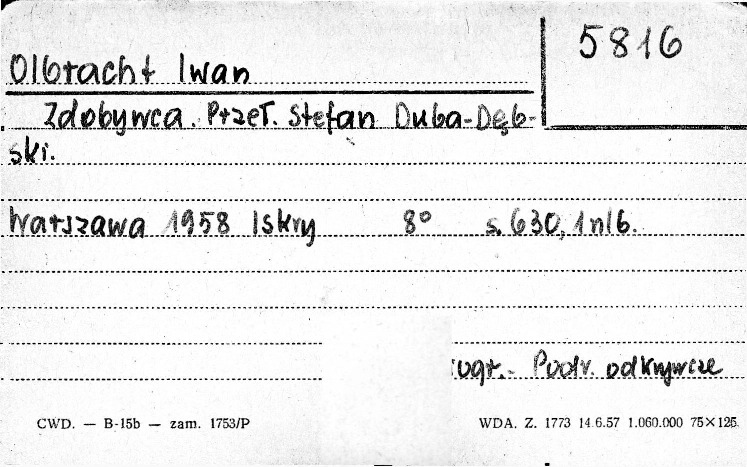 5816
Olbracht Iwan
Zdobywca. Przeł. Stefan Duba-Dęb-
ski.
Warszawa 1958 Iskry 8° s. 630, 1 nlb.
Podr. odkrywcze
CWD. — B-15b — zam. 1753/P WDA. Z. 1773 14.6.57 1.060.000 75×125